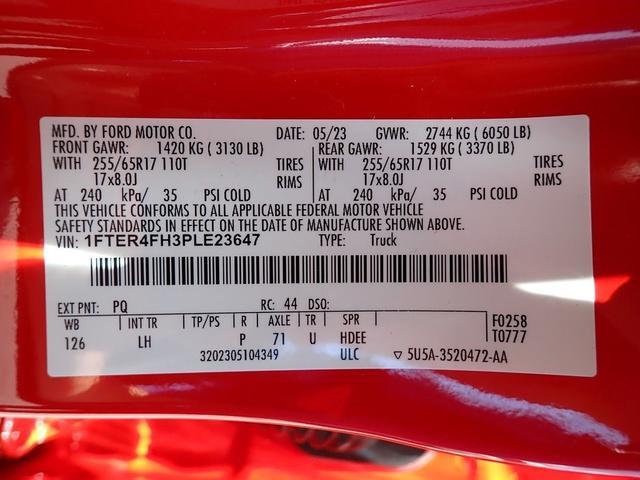 MFD. BY FORD MOTOR CO. DATE: 05/23 GVWR: 2744 KG ( 6050 LB)
FRONT GAWR: 1420 KG ( 3130 LB) REAR GAWR: 1529 KG ( 3370 LB)
WITH 255/65R17 110T TIRES WITH 255/65R17 110T TIRES
17x8.0J RIMS 17x8.0J RIMS
AT 240 kPa/ 35 PSI COLD AT 240 kPa/ 35 PSI COLD
THIS VEHICLE CONFORMS TO ALL APPLICABLE FEDERAL MOTOR VEHICLE
SAFETY STANDARDS IN EFFECT ON THE DATE OF MANUFACTURE SHOWN ABOVE.
VIN: 1FTER4FH3PLE23647 TYPE: Truck
EXT PNT: PQ RC: 44 DSO:
WB INT TR TP/PS R AXLE TR SPR F0258
126 LH P 71 U HDEE T0777
3202305104349 ULC ▽ 5U5A-3520472-AA